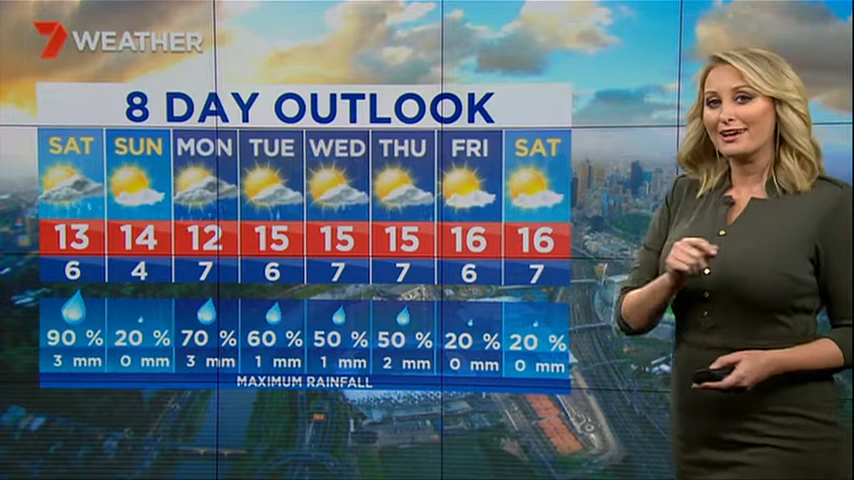 7 WEATHER
8 DAY OUTLOOK
SAT SUN MON TUE WED THU FRI SAT
13 14 12 15 15 15 16 16
6 4 7 6 7 7 6 7
90 % 20 % 70 % 60 % 50 % 50 % 20 % 20 %
3 mm 0 mm 3 mm 1 mm 1 mm 2 mm 0 mm 0 mm
MAXIMUM RAINFALL